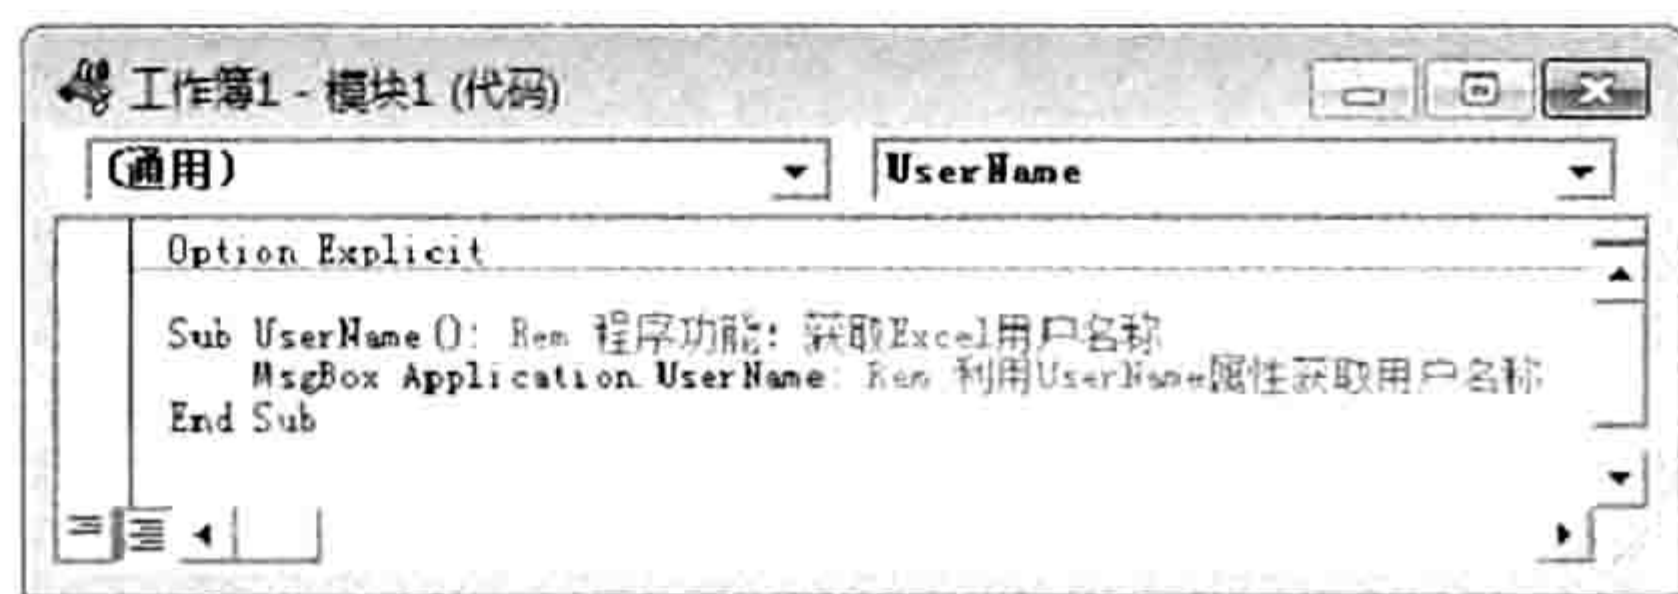 工作簿1 - 模块1 (代码)
(通用)
UserName
Option Explicit
Sub UserName(): Rem 程序功能: 获取Excel用户名称
MsgBox Application.UserName: Rem 利用UserName属性获取用户名称
End Sub